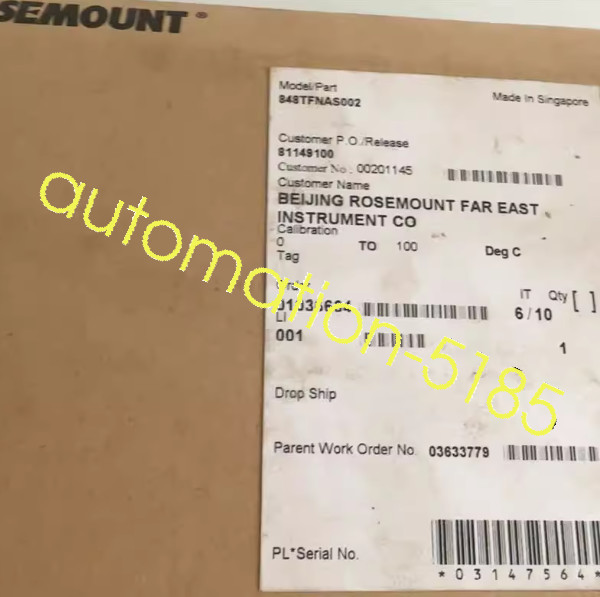 SEMOUNT
Model/Part
848TFNAS002
Made In Singapore
Customer P.O./Release
81149100
Customer No : 00201145
Customer Name
BEIJING ROSEMOUNT FAR EAST
INSTRUMENT CO
Calibration
0 TO 100 Deg C
Tag
IT Qty [ ]
6 / 10
LI
001
1
Drop Ship
Parent Work Order No. 03633779
PL*Serial No.
*03147564*
automation-5185